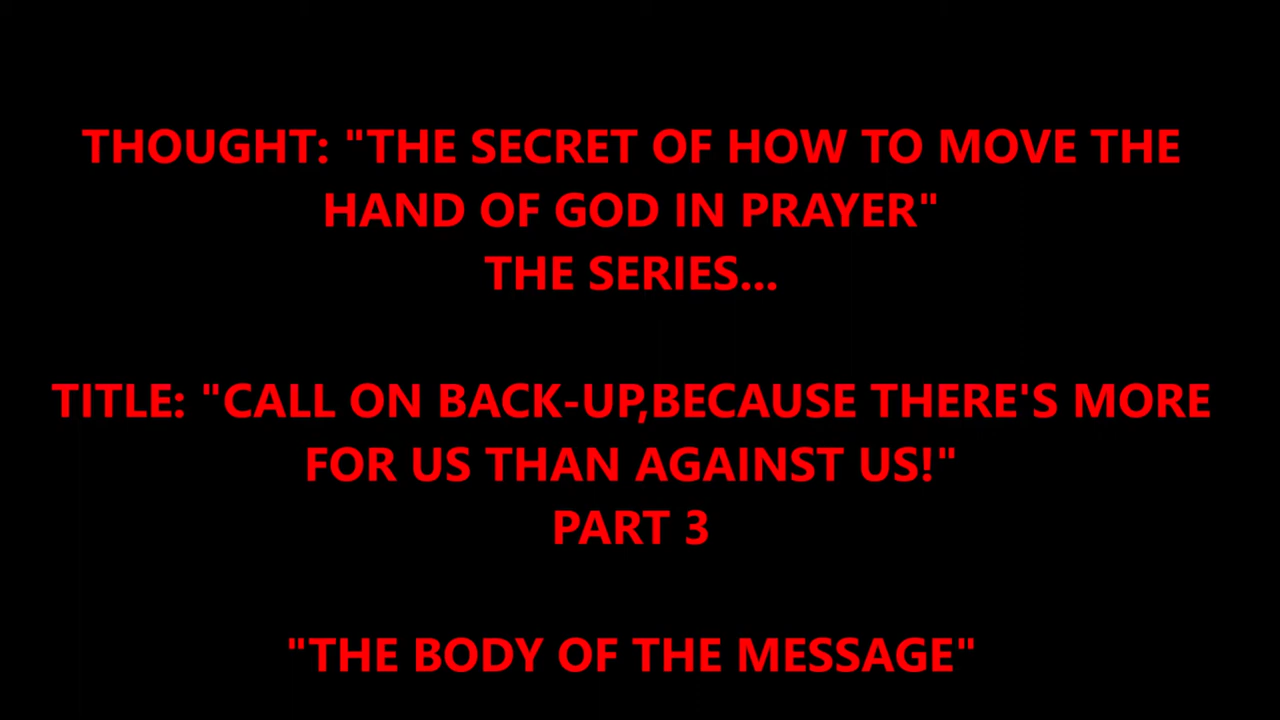 THOUGHT: "THE SECRET OF HOW TO MOVE THE
HAND OF GOD IN PRAYER"
THE SERIES...
TITLE: "CALL ON BACK-UP,BECAUSE THERE'S MORE
FOR US THAN AGAINST US!"
PART 3
"THE BODY OF THE MESSAGE"